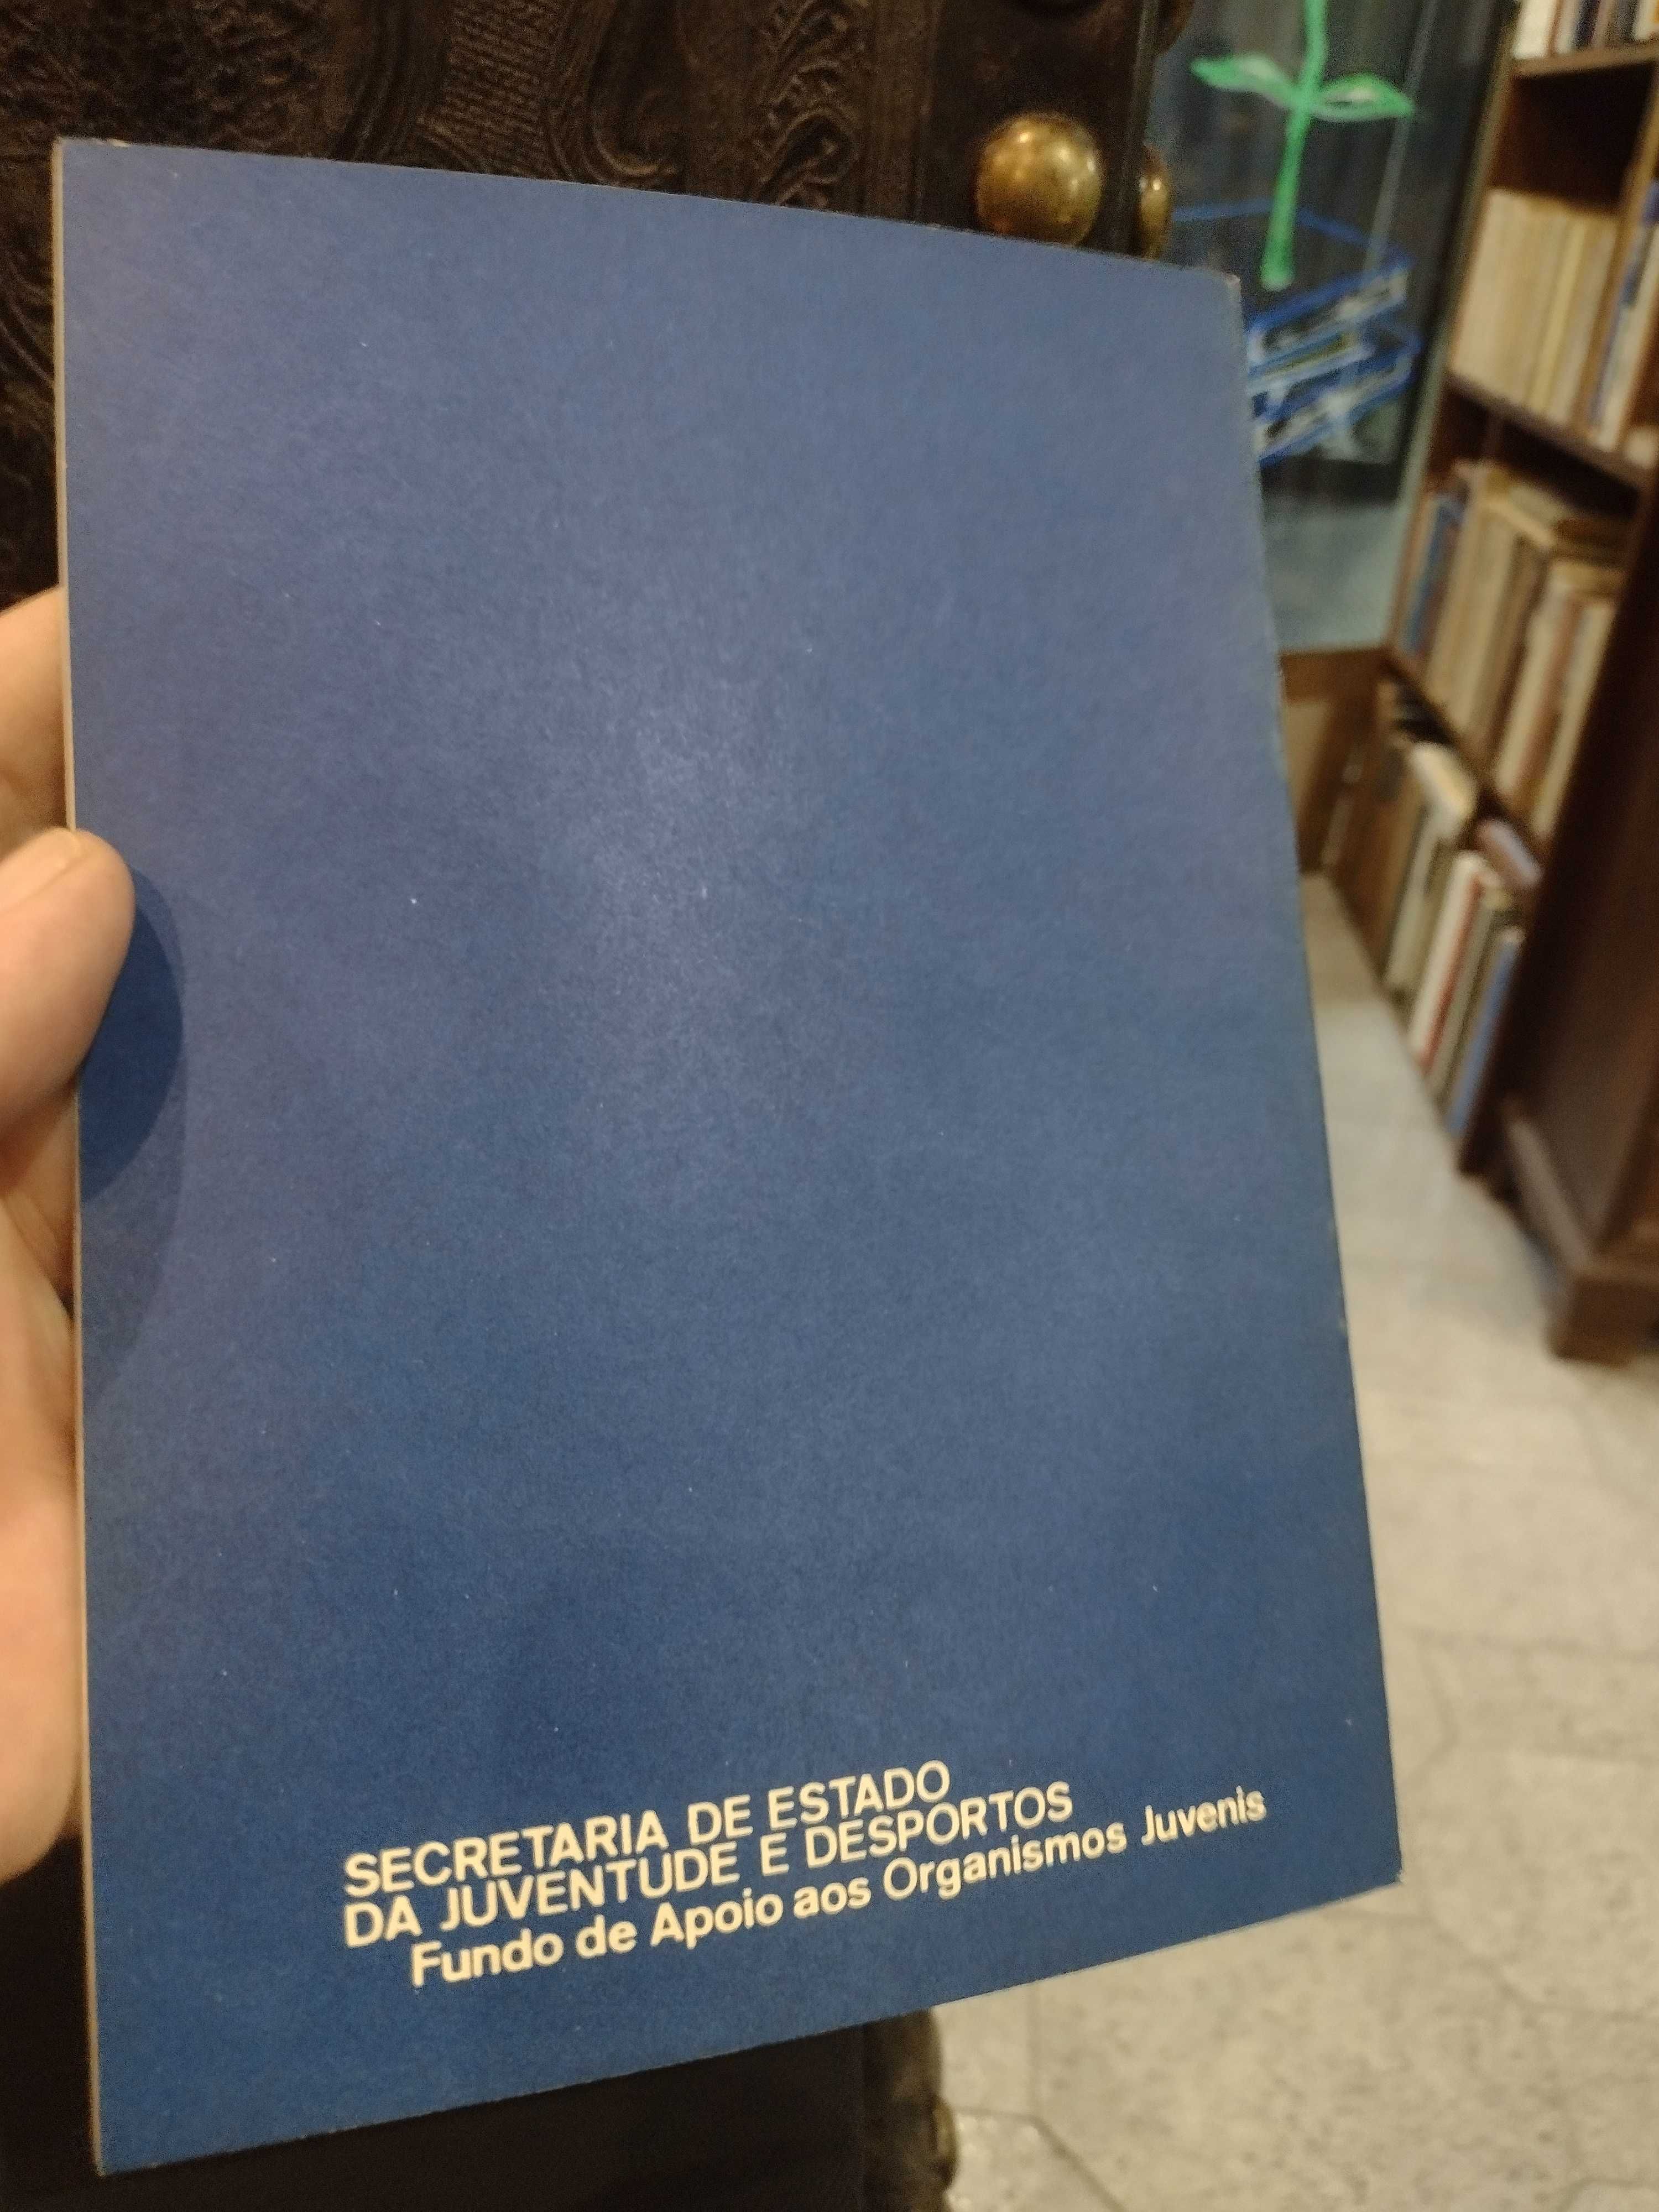 SECRETARIA DE ESTADO
DA JUVENTUDE E DESPORTOS
Fundo de Apoio aos Organismos Juvenis